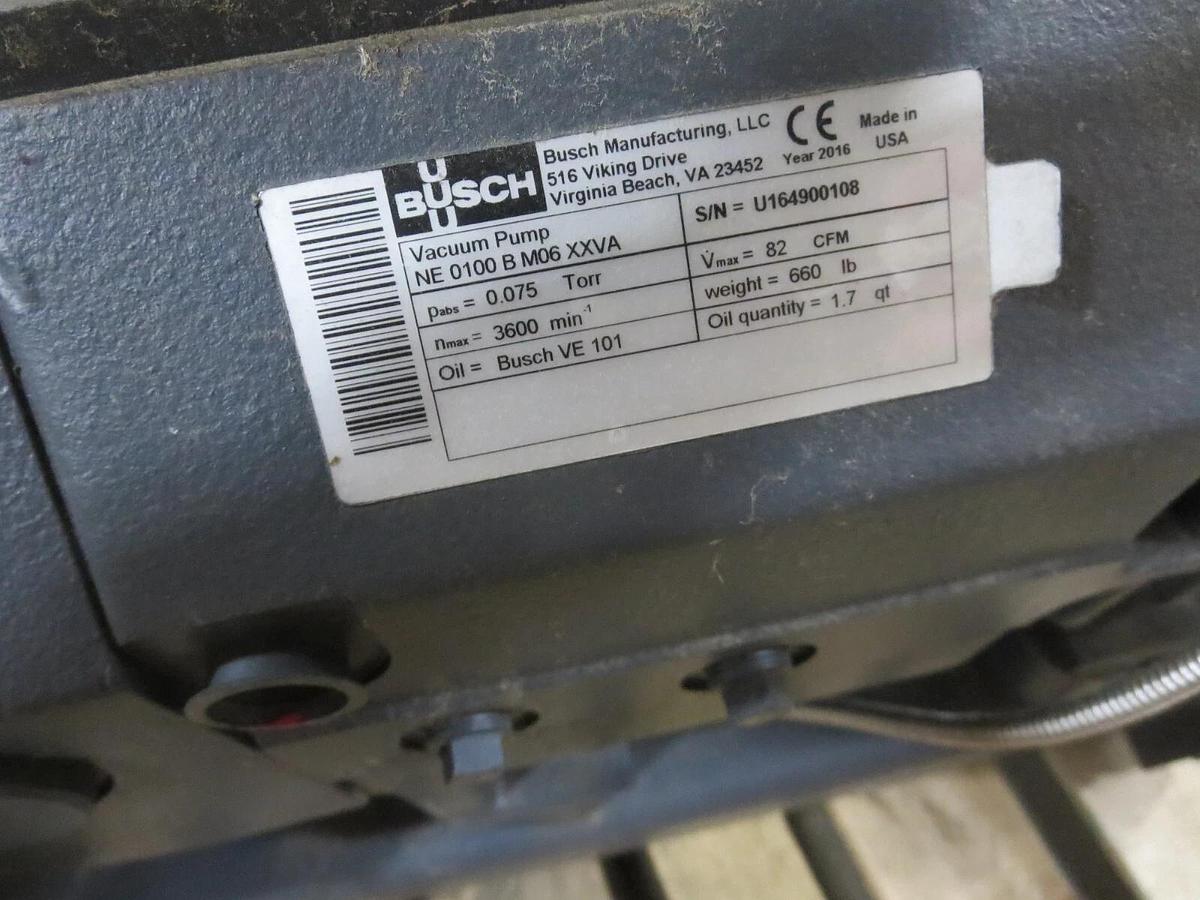 BUSCH
Busch Manufacturing, LLC
516 Viking Drive
Virginia Beach, VA 23452
CE
Year 2016
Made in
USA
Vacuum Pump
NE 0100 B M06 XXVA
S/N = U164900108
pabs = 0.075 Torr
V̇max = 82 CFM
nmax = 3600 min-1
weight = 660 lb
Oil = Busch VE 101
Oil quantity = 1.7 qt